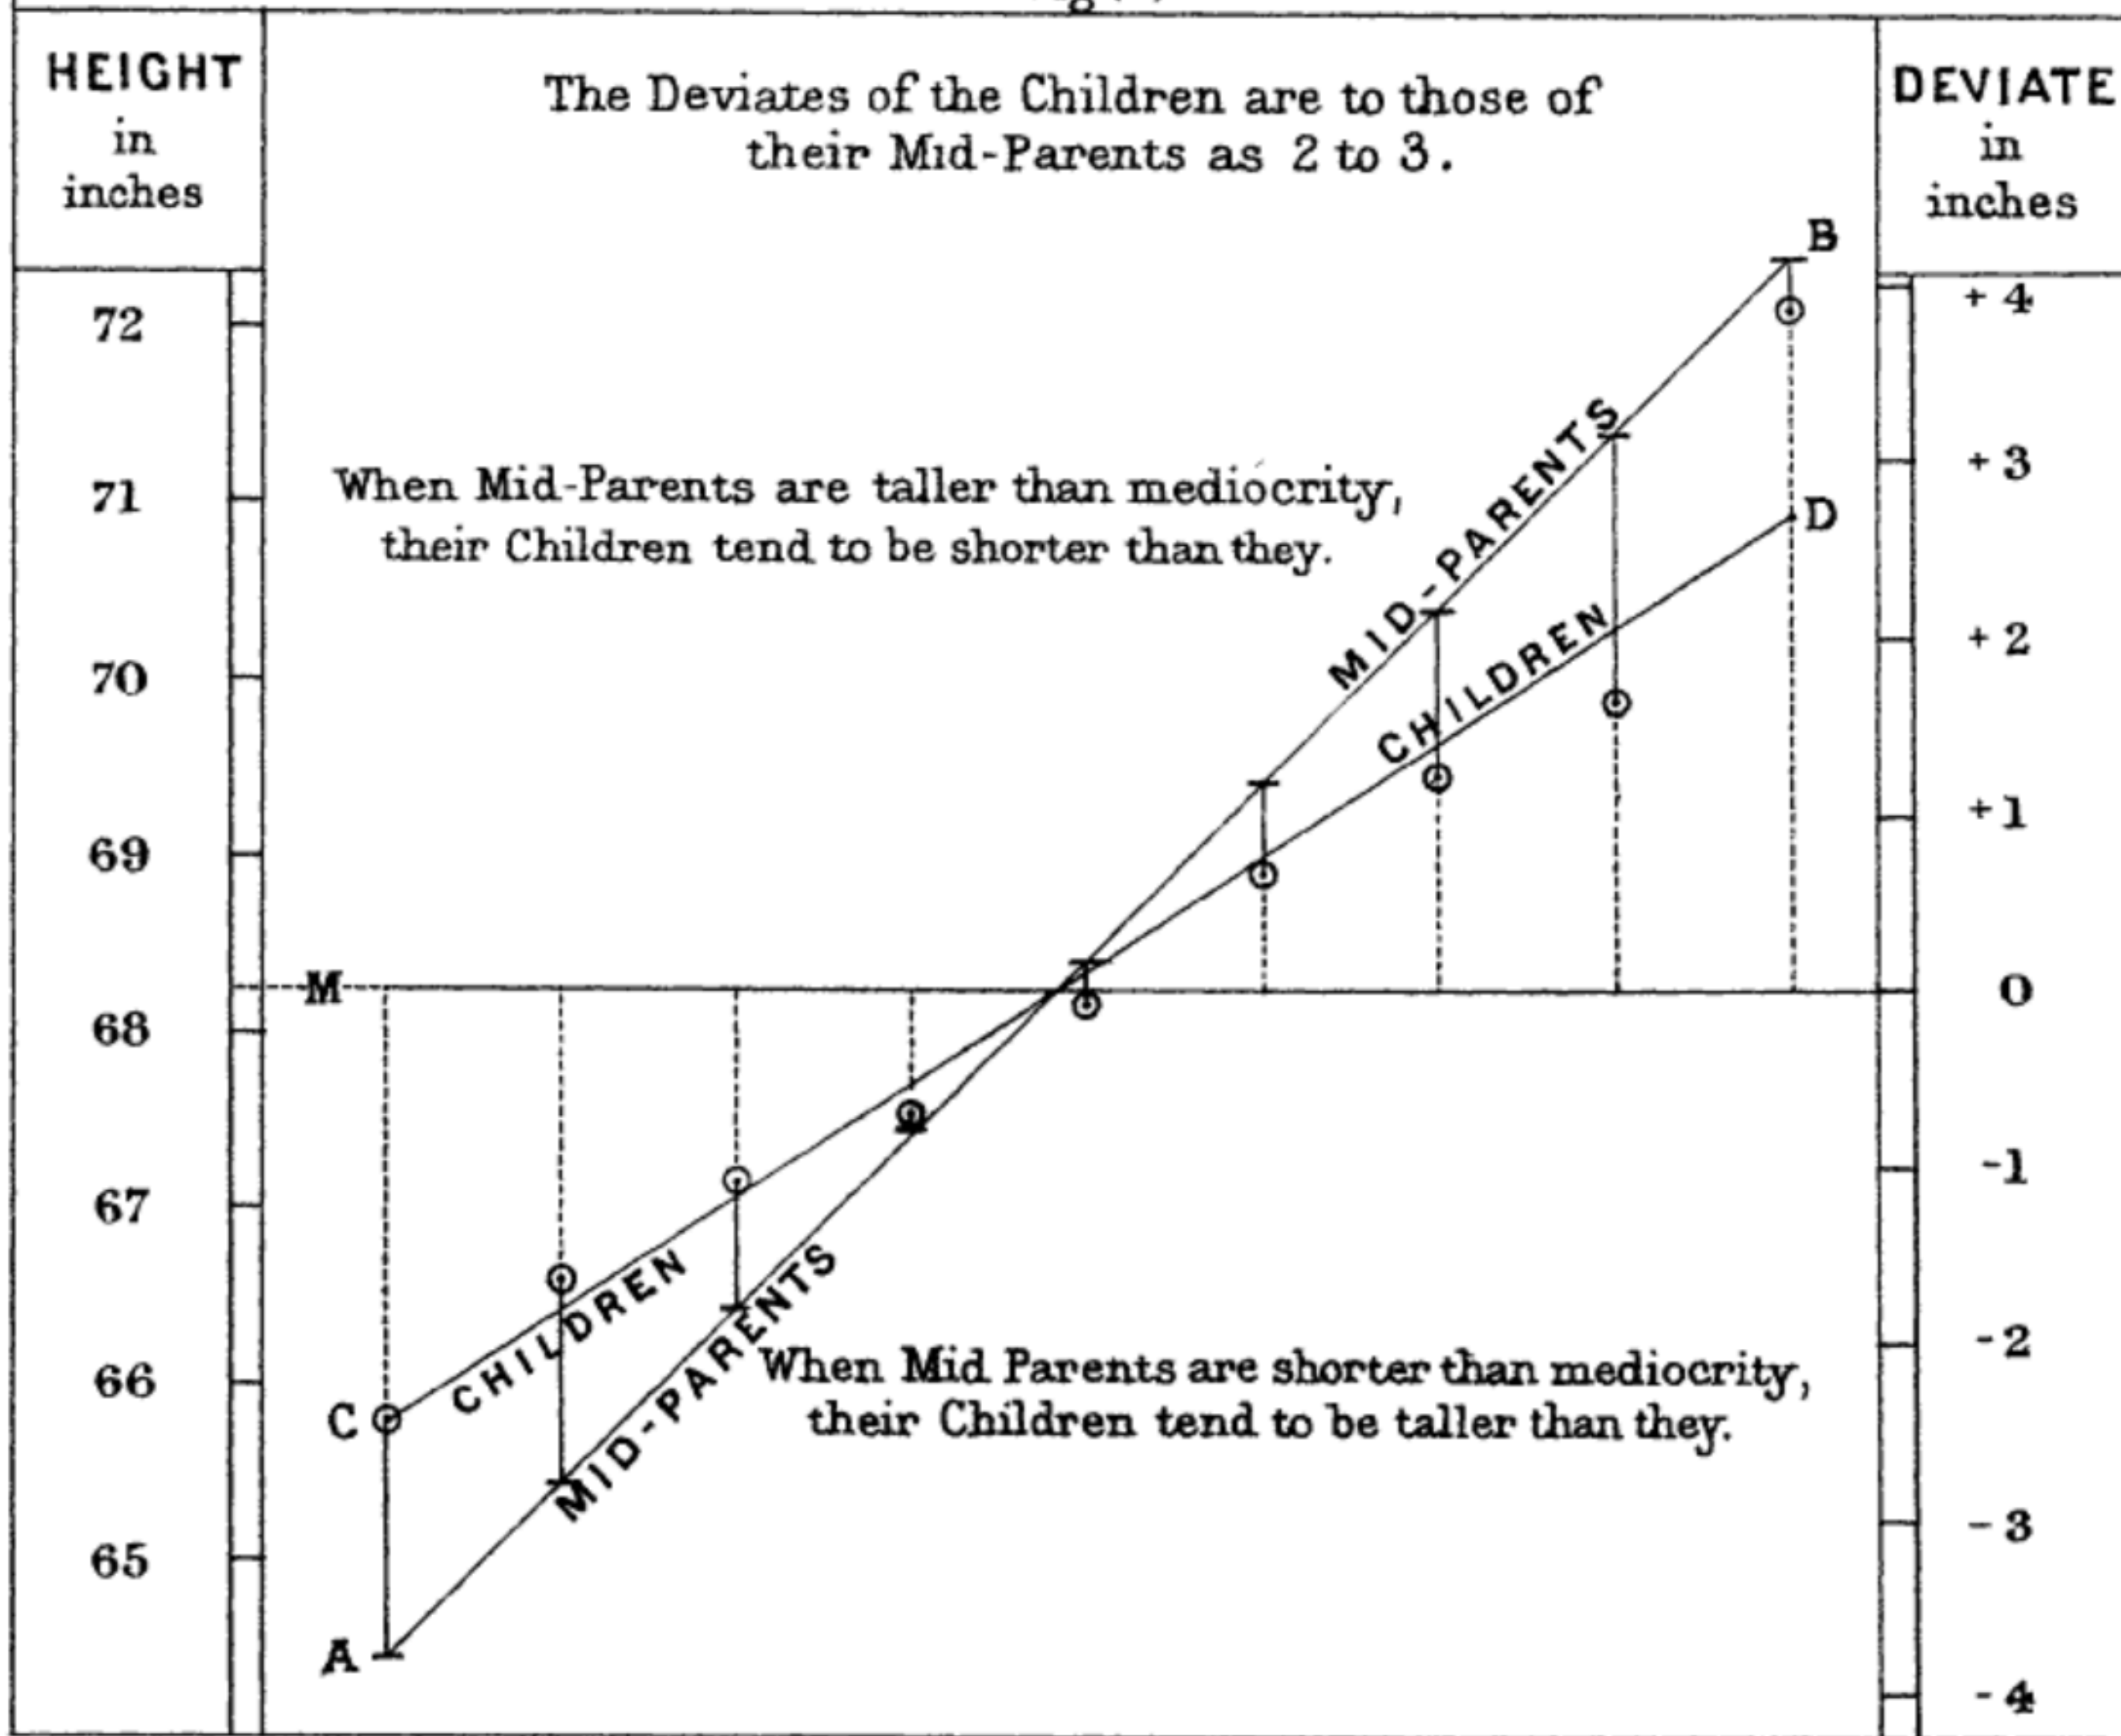 HEIGHT
in
inches
The Deviates of the Children are to those of
their Mid-Parents as 2 to 3.
DEVIATE
in
inches
B
72
+4
When Mid-Parents are taller than mediocrity,
their Children tend to be shorter than they.
MID-PARENTS
71
+3
D
CHILDREN
70
+2
69
+1
M
0
68
-1
67
CHILDREN
MID-PARENTS
When Mid Parents are shorter than mediocrity,
their Children tend to be taller than they.
-2
66
C
65
-3
A
-4